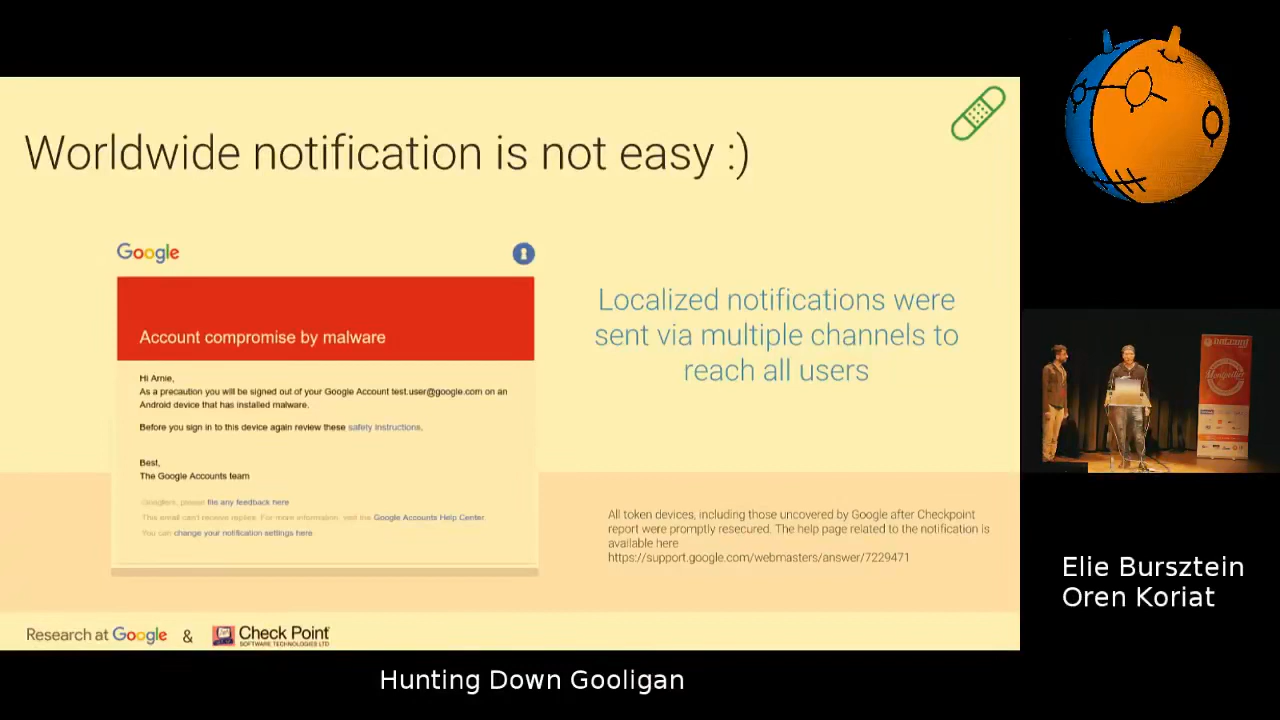 Worldwide notification is not easy :)
Google
Account compromise by malware
Hi Arnie,
As a precaution you will be signed out of your Google Account test.user@google.com on an
Android device that has installed malware.
Before you sign in to this device again review these safety instructions.
Best,
The Google Accounts team
Googlers, please file any feedback here
This email can't receive replies. For more information, visit the Google Accounts Help Center.
You can change your notification settings here
Localized notifications were
sent via multiple channels to
reach all users
All token devices, including those uncovered by Google after Checkpoint
report were promptly resecured. The help page related to the notification is
available here
https://support.google.com/webmasters/answer/7229471
Research at Google & Check Point
SOFTWARE TECHNOLOGIES LTD
Elie Bursztein
Oren Koriat
Hunting Down Gooligan